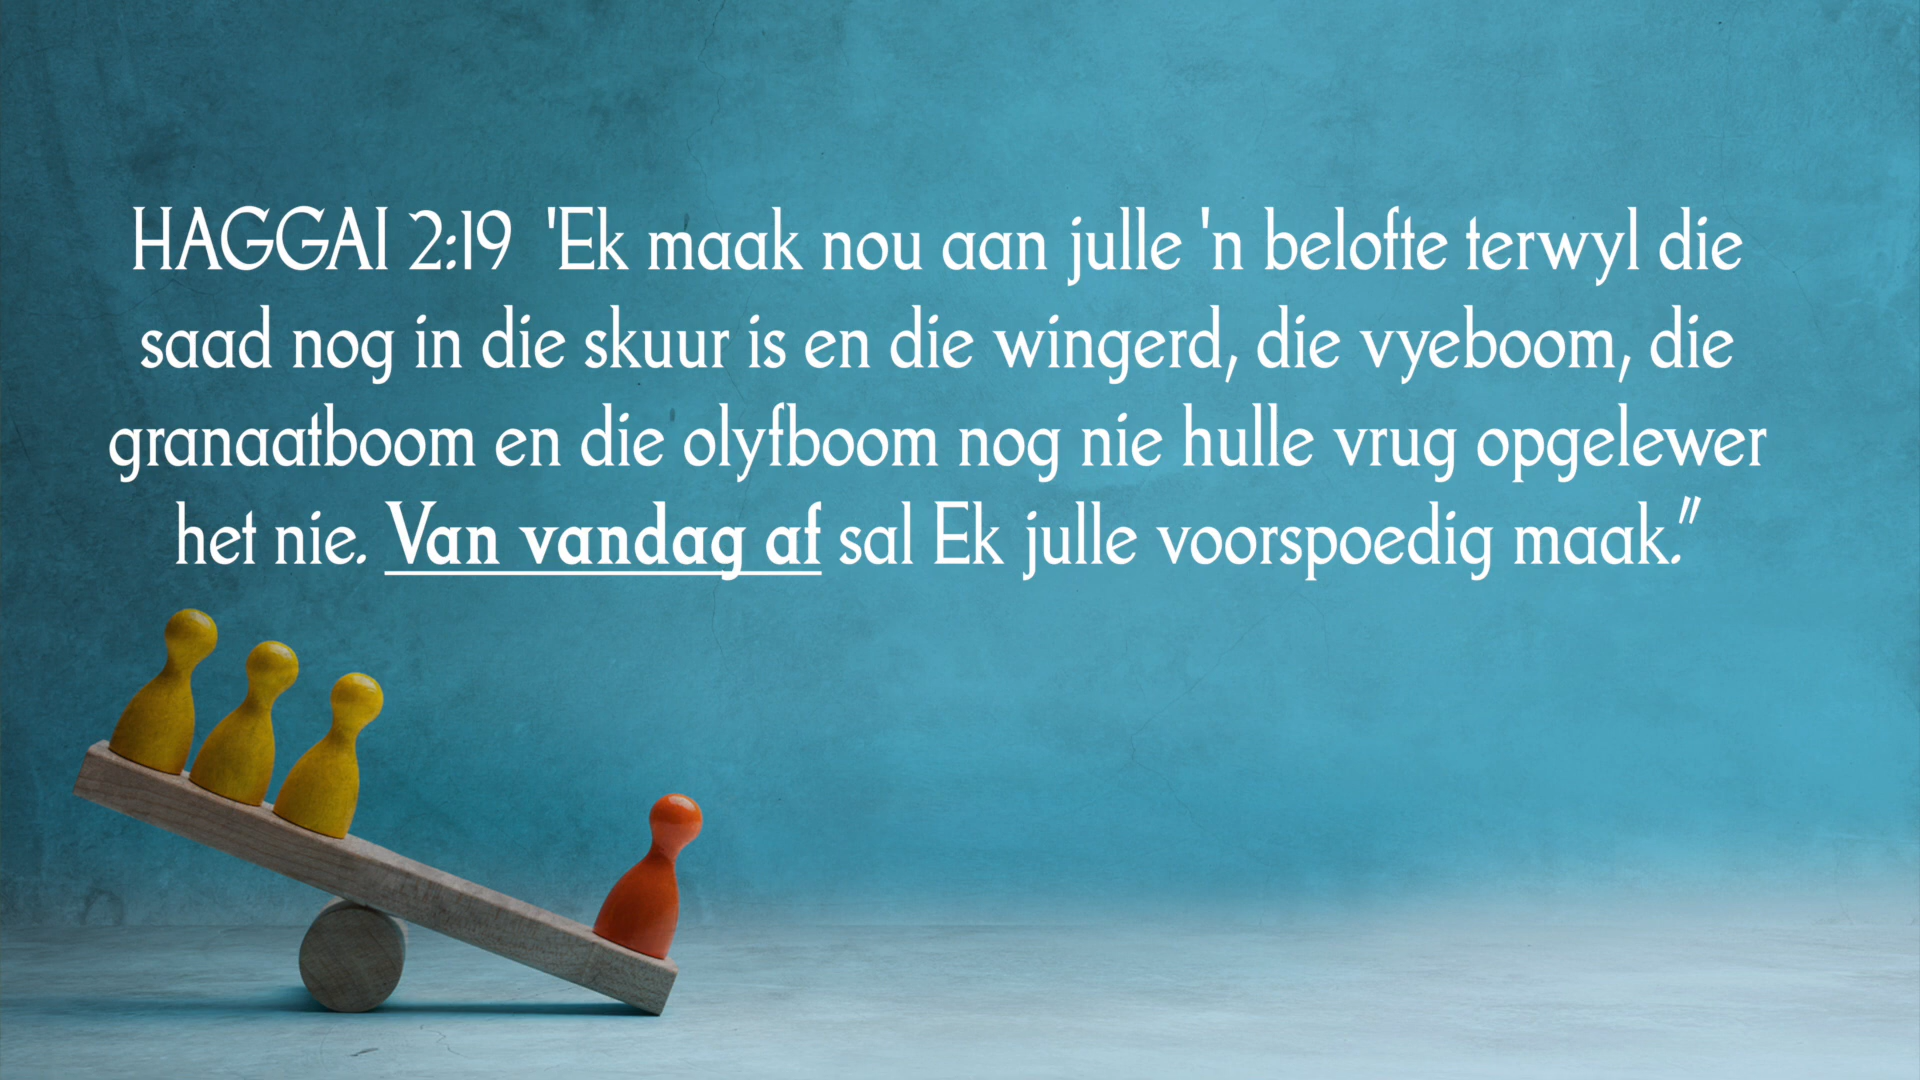 HAGGAI 2:19 'Ek maak nou aan julle 'n belofte terwyl die
saad nog in die skuur is en die wingerd, die vyeboom, die
granaatboom en die olyfboom nog nie hulle vrug opgelewer
het nie. Van vandag af sal Ek julle voorspoedig maak."